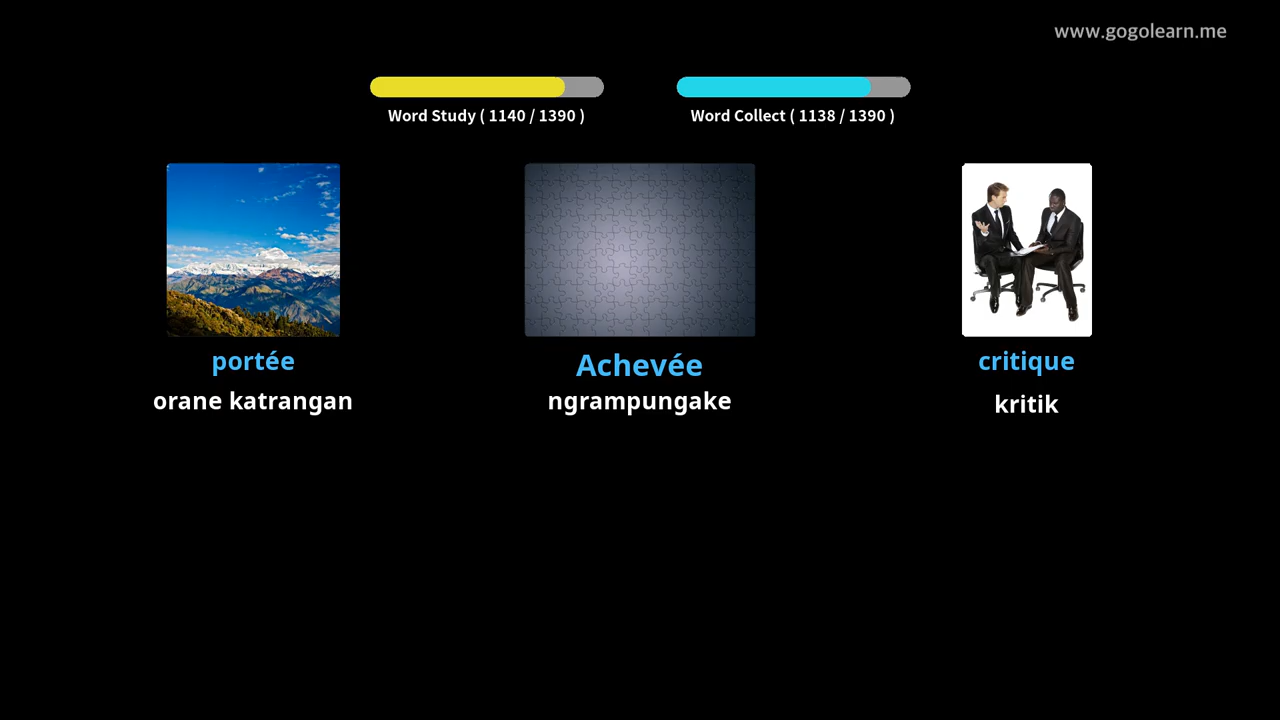 www.gogolearn.me
Word Study ( 1140 / 1390 )
Word Collect ( 1138 / 1390 )
portée
orane katrangan
Achevée
ngrampungake
critique
kritik